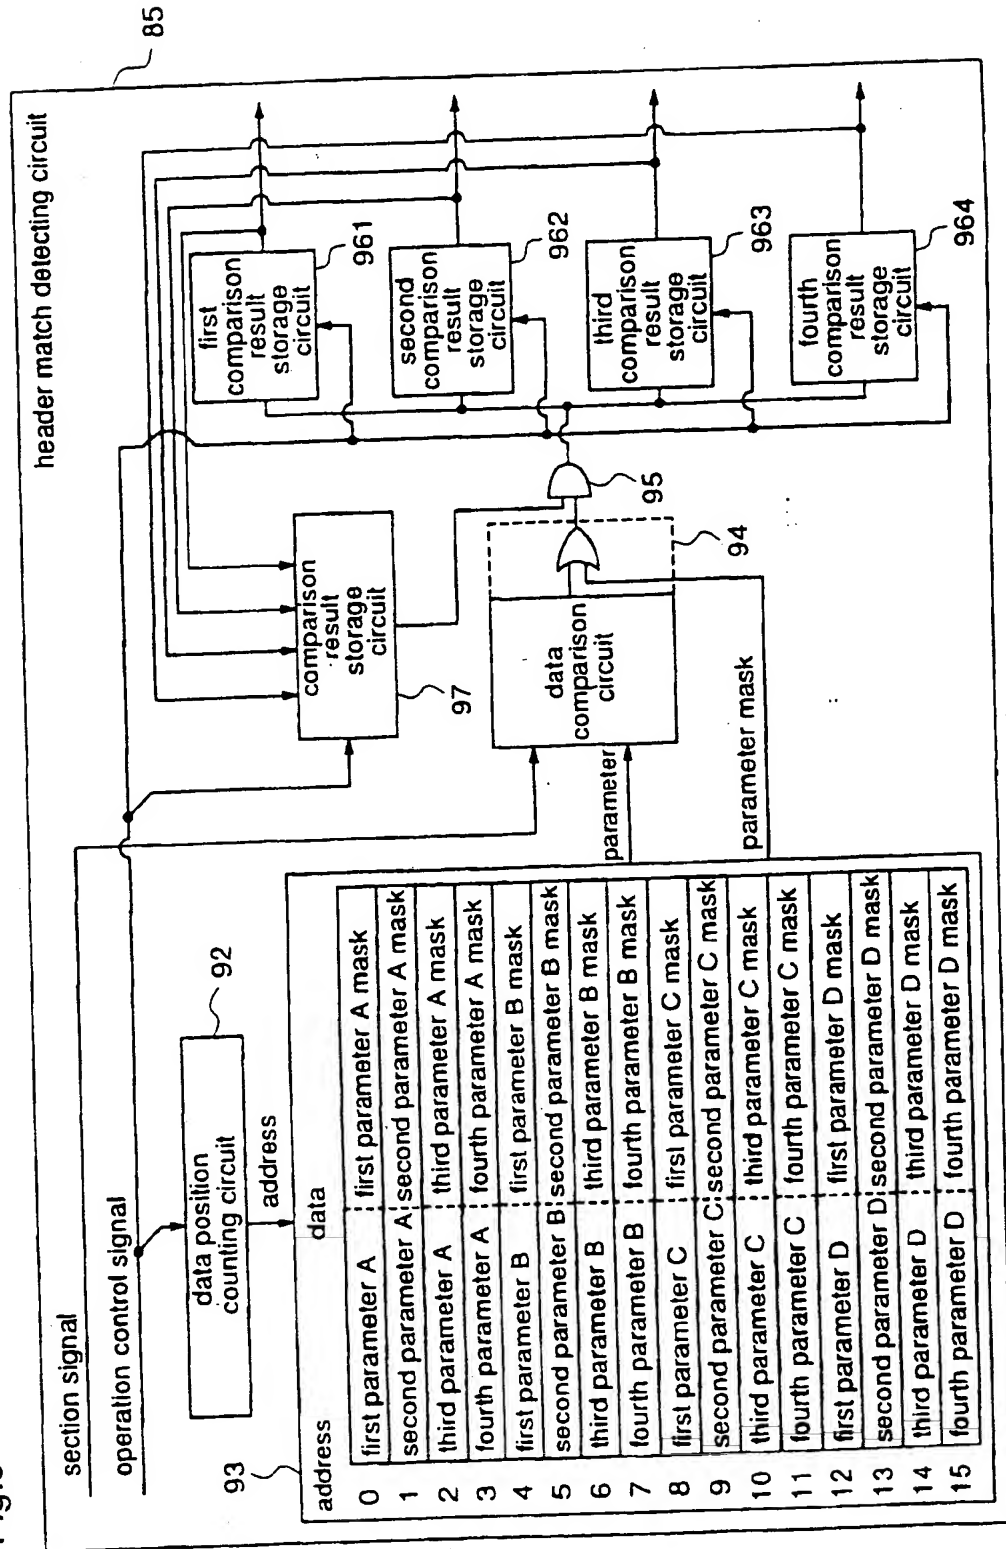 header match detecting circuit
85
section signal
operation control signal
data position
counting circuit
92
address
93
address
data
0 first parameter A first parameter A mask
1 second parameter A second parameter A mask
2 third parameter A third parameter A mask
3 fourth parameter A fourth parameter A mask
4 first parameter B first parameter B mask
5 second parameter B second parameter B mask
6 third parameter B third parameter B mask
7 fourth parameter B fourth parameter B mask
8 first parameter C first parameter C mask
9 second parameter C second parameter C mask
10 third parameter C third parameter C mask
11 fourth parameter C fourth parameter C mask
12 first parameter D first parameter D mask
13 second parameter D second parameter D mask
14 third parameter D third parameter D mask
15 fourth parameter D fourth parameter D mask
parameter
parameter mask
comparison
result
storage
circuit
97
data
comparison
circuit
94
95
first
comparison
result
storage
circuit
961
second
comparison
result
storage
circuit
962
third
comparison
result
storage
circuit
963
fourth
comparison
result
storage
circuit
964